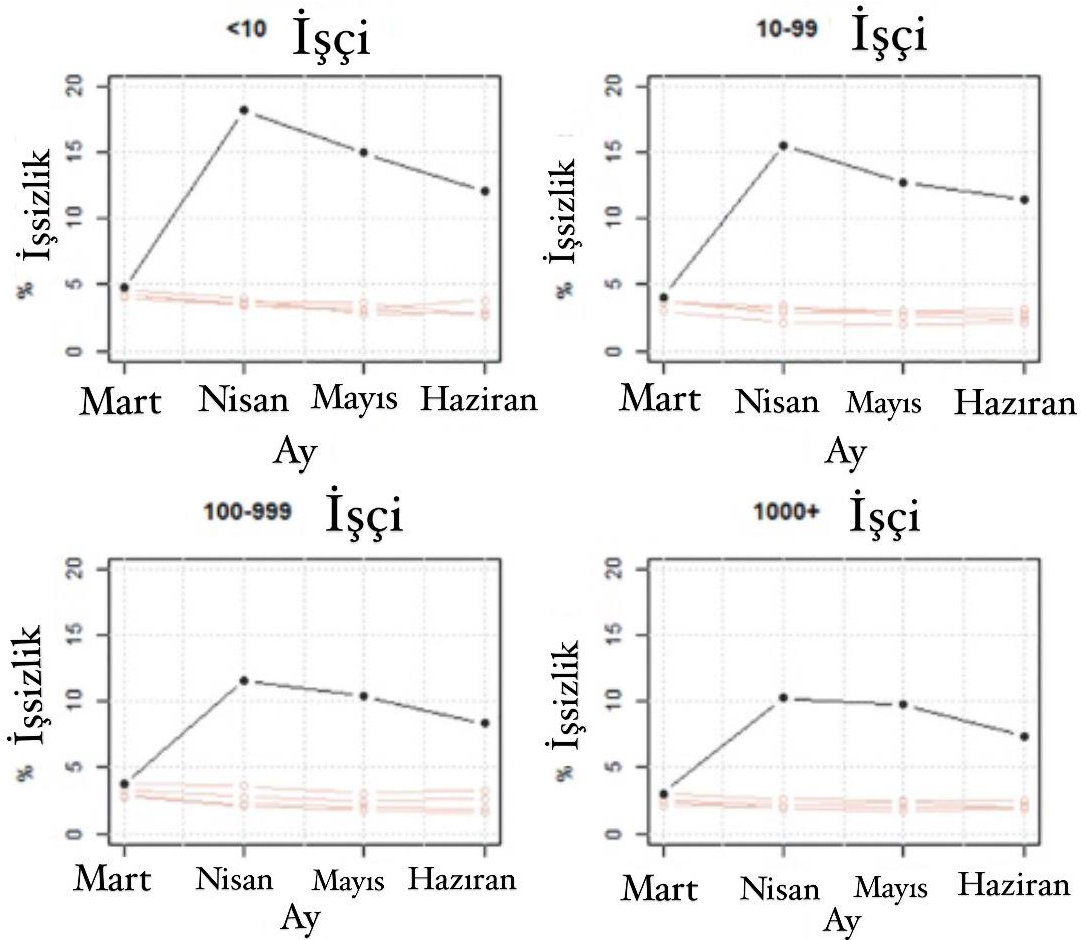 <10 İşçi
20
15
10
5
0
% İşsizlik
Mart Nisan Mayıs Haziran
Ay
10-99 İşçi
20
15
10
5
0
% İşsizlik
Mart Nisan Mayıs Haziran
Ay
100-999 İşçi
20
15
10
5
0
% İşsizlik
Mart Nisan Mayıs Haziran
Ay
1000+ İşçi
20
15
10
5
0
% İşsizlik
Mart Nisan Mayıs Haziran
Ay